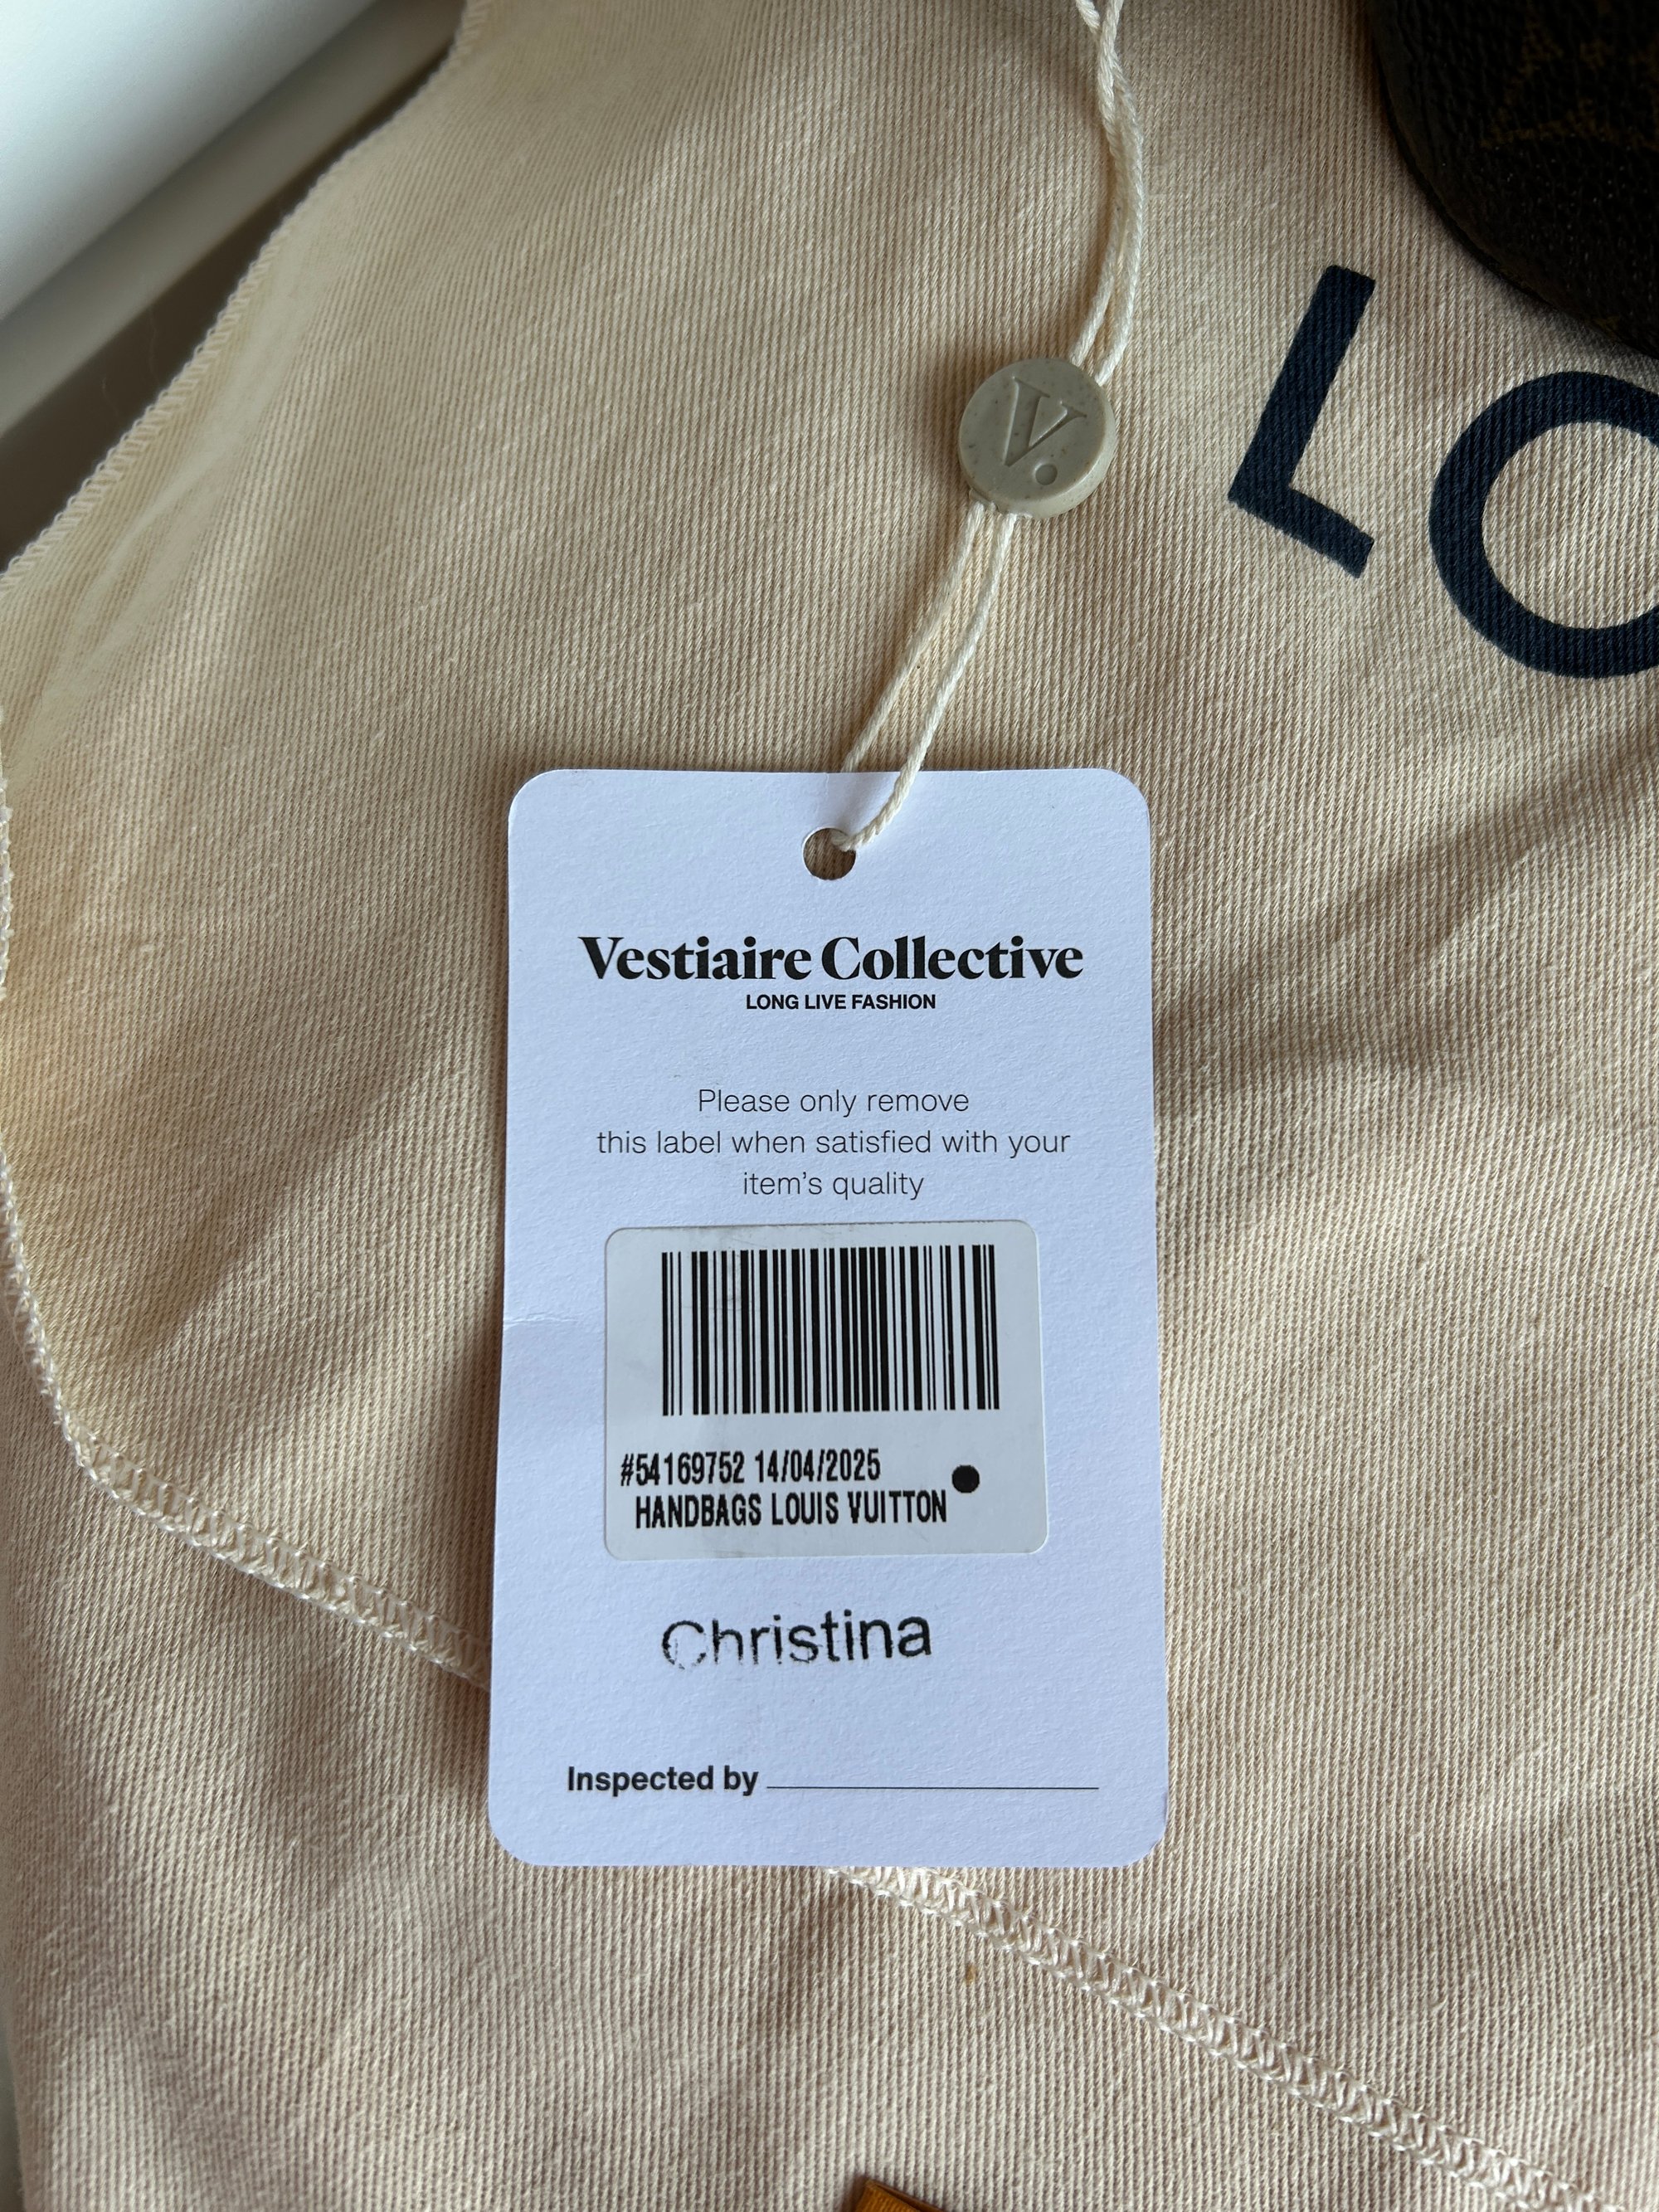 V.
LO
Vestiaire Collective
LONG LIVE FASHION
Please only remove
this label when satisfied with your
item's quality
#54169752 14/04/2025
HANDBAGS LOUIS VUITTON
Christina
Inspected by